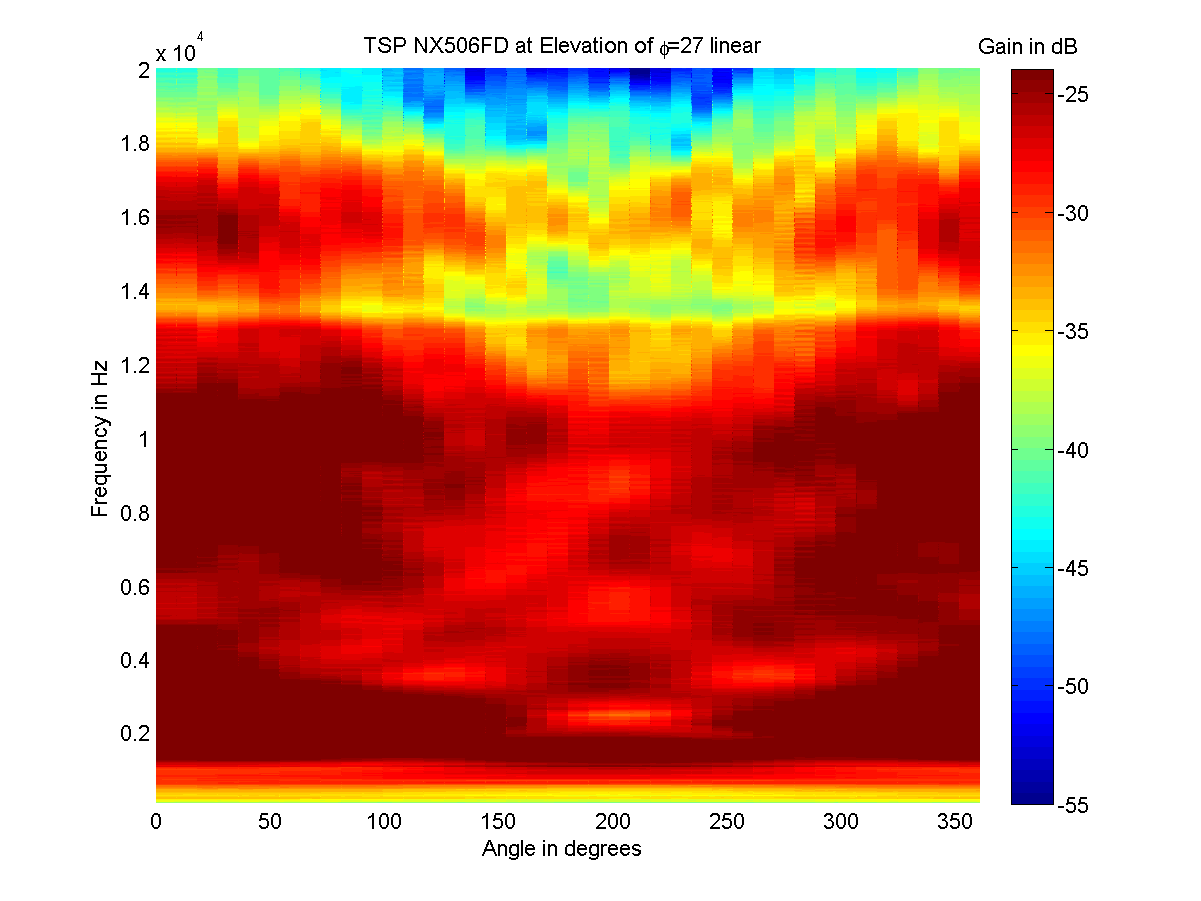 TSP NX506FD at Elevation of ϕ=27 linear
Gain in dB
x 10⁴
2
1.8
1.6
1.4
1.2
1
0.8
0.6
0.4
0.2
Frequency in Hz
0 50 100 150 200 250 300 350
Angle in degrees
-25
-30
-35
-40
-45
-50
-55